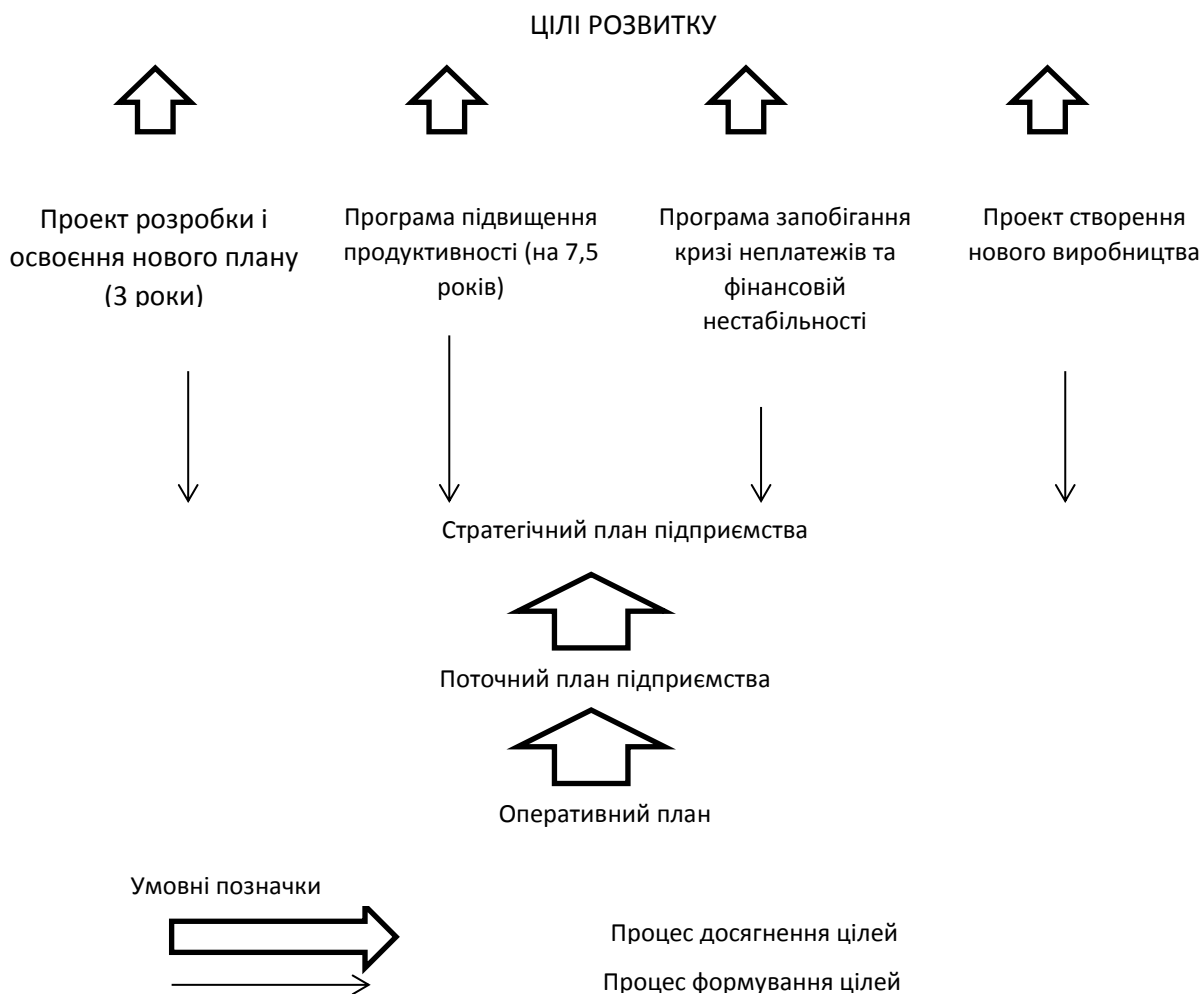 ЦІЛІ РОЗВИТКУ
Проект розробки і
освоєння нового плану
(3 роки)
Програма підвищення
продуктивності (на 7,5
років)
Програма запобігання
кризі неплатежів та
фінансовій
нестабільності
Проект створення
нового виробництва
Стратегічний план підприємства
Поточний план підприємства
Оперативний план
Умовні позначки
Процес досягнення цілей
Процес формування цілей